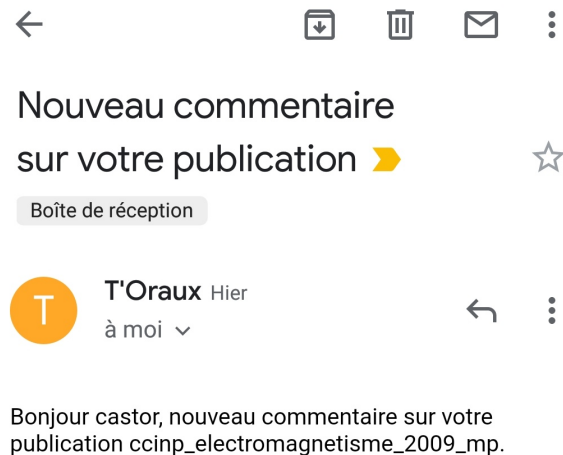 Nouveau commentaire
sur votre publication
Boîte de réception
T
T'Oraux Hier
à moi
Bonjour castor, nouveau commentaire sur votre
publication ccinp_electromagnetisme_2009_mp.